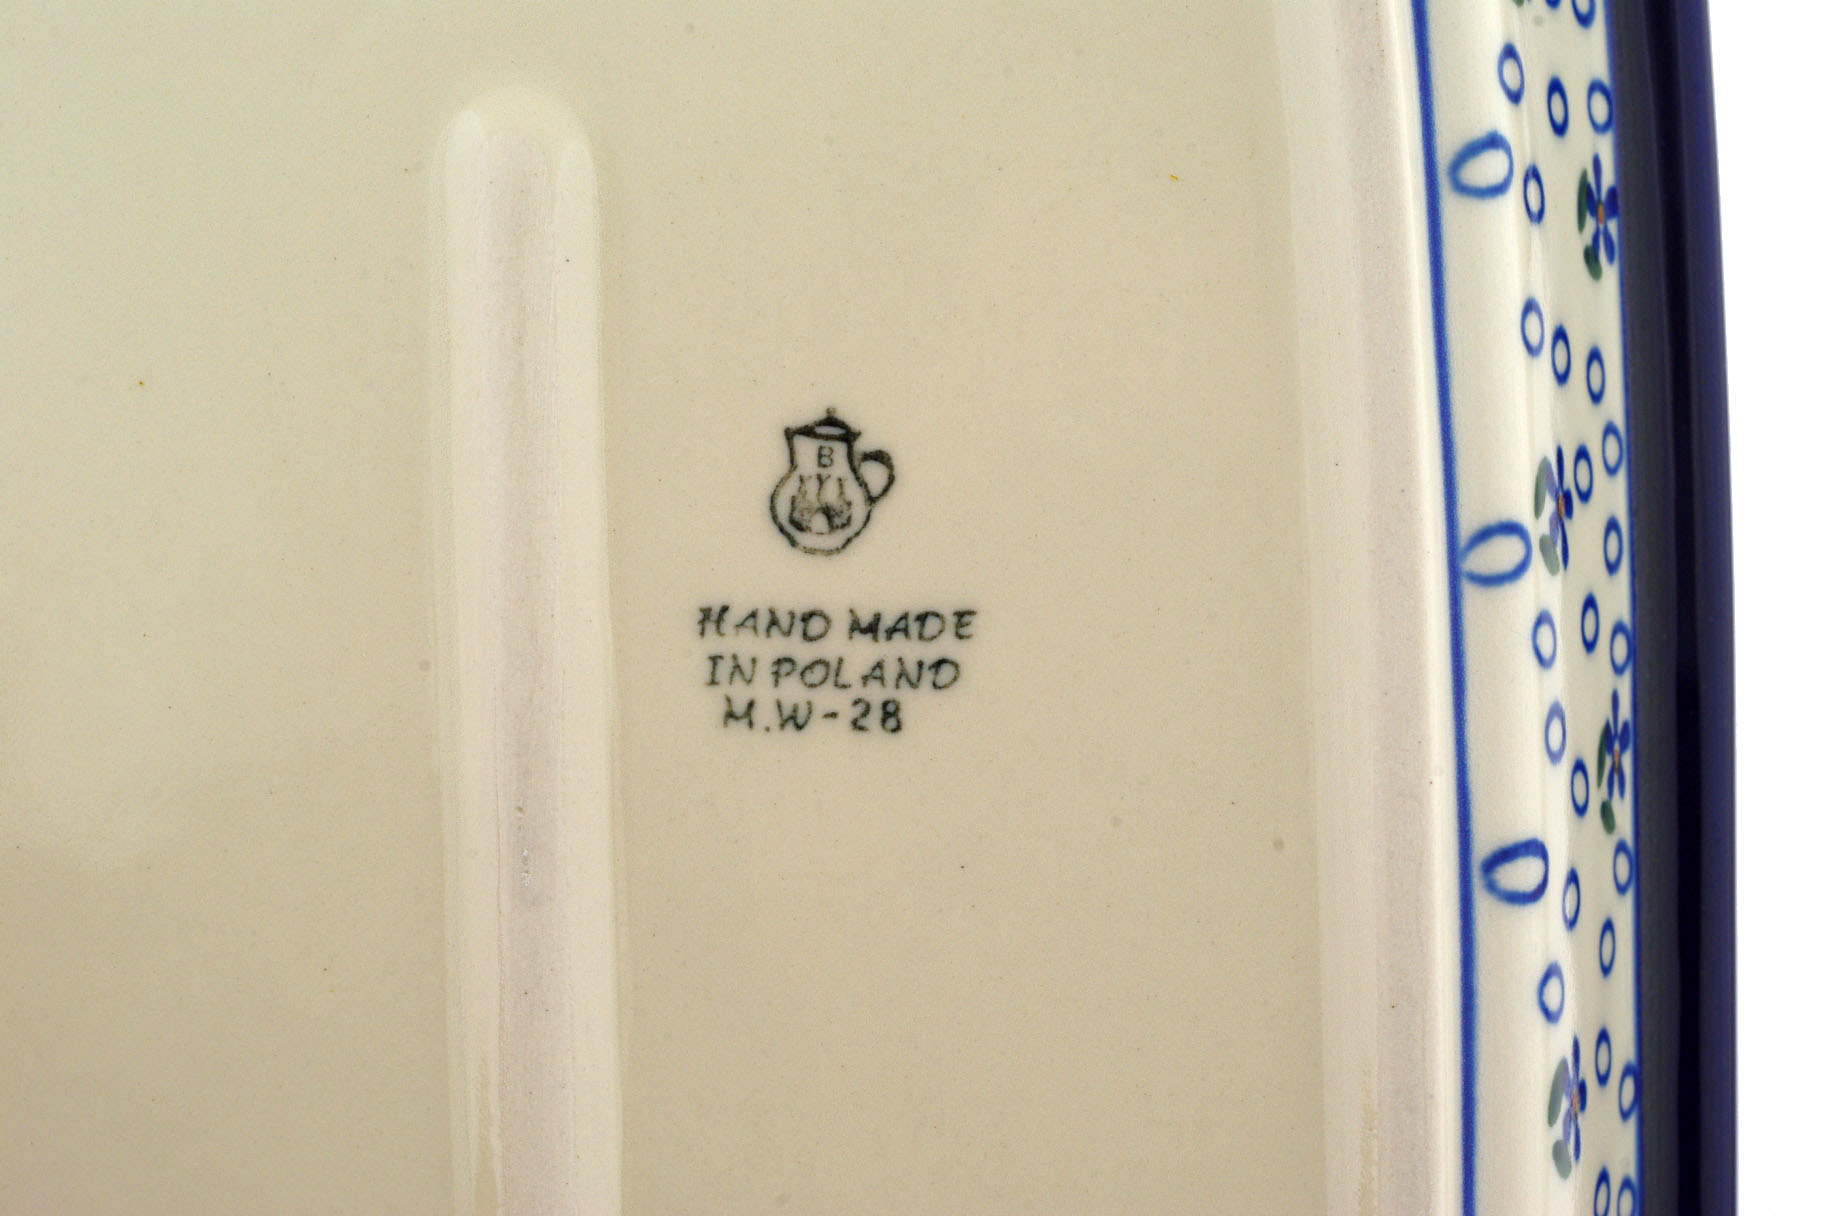 B
HAND MADE
IN POLAND
M.W-28